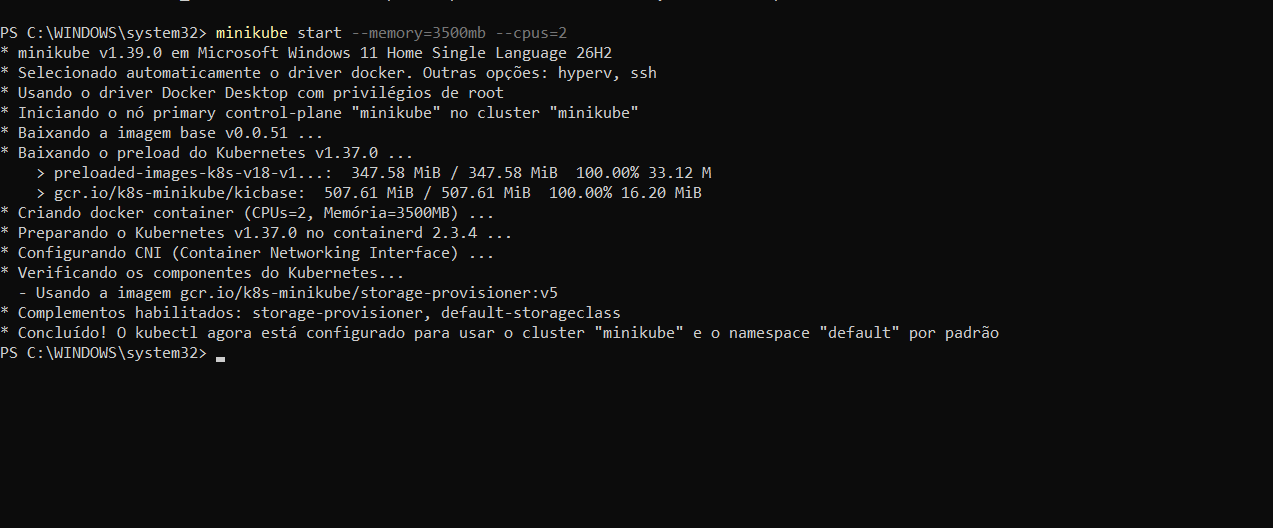 PS C:\WINDOWS\system32> minikube start --memory=3500mb --cpus=2
* minikube v1.39.0 em Microsoft Windows 11 Home Single Language 26H2
* Selecionado automaticamente o driver docker. Outras opções: hyperv, ssh
* Usando o driver Docker Desktop com privilégios de root
* Iniciando o nó primary control-plane "minikube" no cluster "minikube"
* Baixando a imagem base v0.0.51 ...
* Baixando o preload do Kubernetes v1.37.0 ...
    > preloaded-images-k8s-v18-v1...:  347.58 MiB / 347.58 MiB  100.00% 33.12 M
    > gcr.io/k8s-minikube/kicbase:  507.61 MiB / 507.61 MiB  100.00% 16.20 MiB
* Criando docker container (CPUs=2, Memória=3500MB) ...
* Preparando o Kubernetes v1.37.0 no containerd 2.3.4 ...
* Configurando CNI (Container Networking Interface) ...
* Verificando os componentes do Kubernetes...
  - Usando a imagem gcr.io/k8s-minikube/storage-provisioner:v5
* Complementos habilitados: storage-provisioner, default-storageclass
* Concluído! O kubectl agora está configurado para usar o cluster "minikube" e o namespace "default" por padrão
PS C:\WINDOWS\system32>